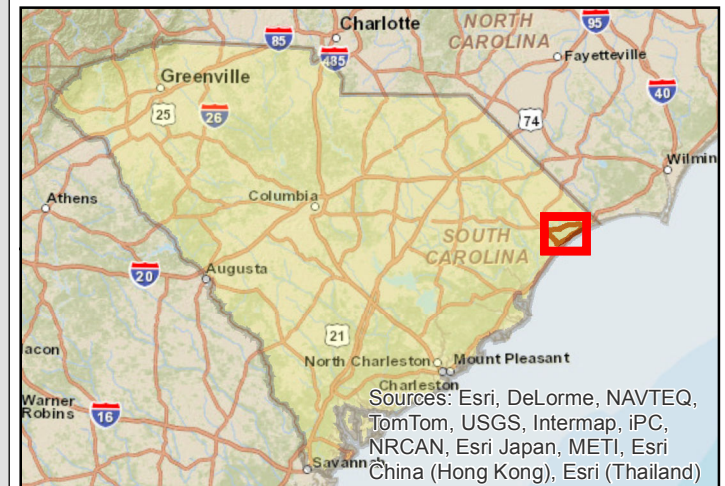 Charlotte
NORTH
CAROLINA
95
85
485
Fayetteville
Greenville
40
25
26
74
Wilmin
Athens
Columbia
SOUTH
CAROLINA
20
Augusta
21
acon
North Charleston
Mount Pleasant
Charleston
Warner
Robins
16
Savannah
Sources: Esri, DeLorme, NAVTEQ,
TomTom, USGS, Intermap, iPC,
NRCAN, Esri Japan, METI, Esri
China (Hong Kong), Esri (Thailand)